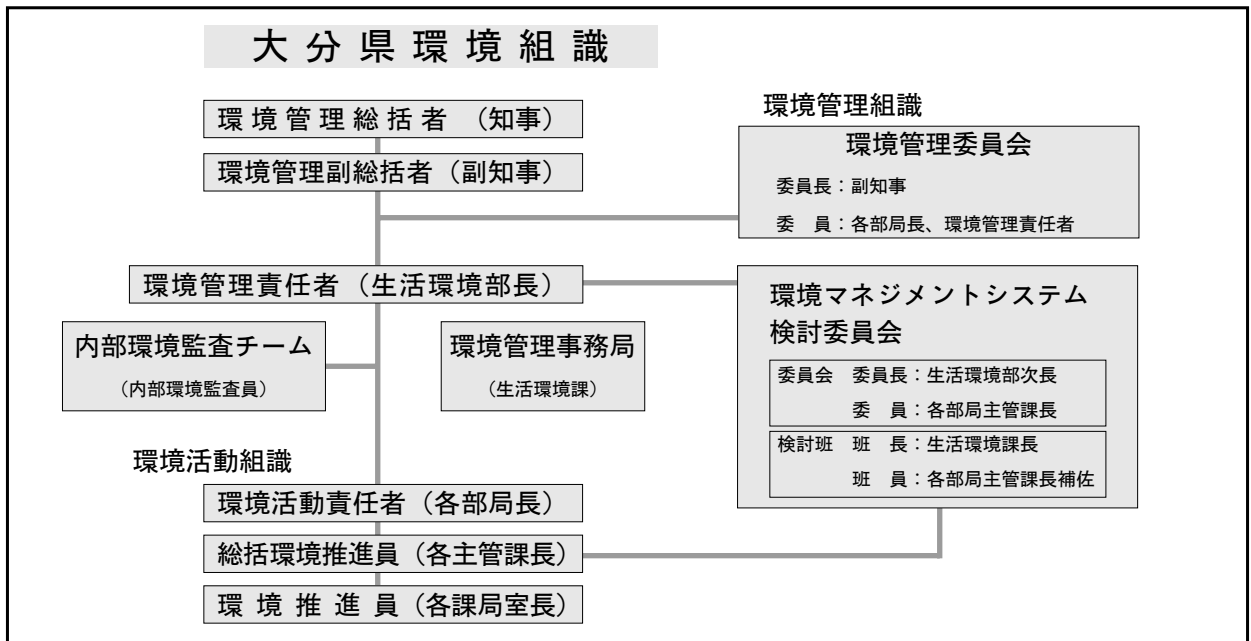 大分県環境組織
環境管理総括者（知事）
環境管理副総括者（副知事）
環境管理組織
環境管理委員会
委員長：副知事
委　員：各部局長、環境管理責任者
環境管理責任者（生活環境部長）
環境マネジメントシステム
検討委員会
委員会　委員長：生活環境部次長
委　員：各部局主管課長
検討班　班　長：生活環境課長
班　員：各部局主管課長補佐
内部環境監査チーム
（内部環境監査員）
環境管理事務局
（生活環境課）
環境活動組織
環境活動責任者（各部局長）
総括環境推進員（各主管課長）
環境推進員（各課局室長）